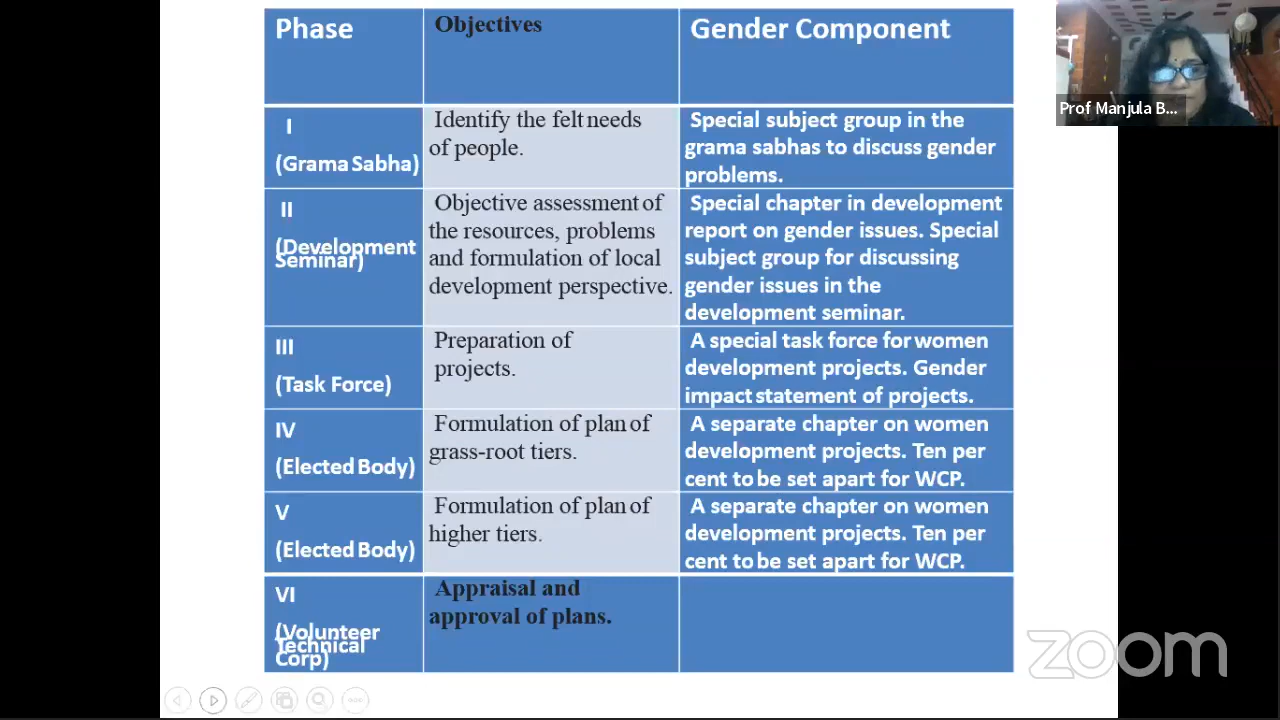 Phase
Objectives
Gender Component
I
(Grama Sabha)
Identify the felt needs
of people.
Special subject group in the
grama sabhas to discuss gender
problems.
II
(Development
Seminar)
Objective assessment of
the resources, problems
and formulation of local
development perspective.
Special chapter in development
report on gender issues. Special
subject group for discussing
gender issues in the
development seminar.
III
(Task Force)
Preparation of
projects.
A special task force for women
development projects. Gender
impact statement of projects.
IV
(Elected Body)
Formulation of plan of
grass-root tiers.
A separate chapter on women
development projects. Ten per
cent to be set apart for WCP.
V
(Elected Body)
Formulation of plan of
higher tiers.
A separate chapter on women
development projects. Ten per
cent to be set apart for WCP.
VI
(Volunteer
Technical
Corp)
Appraisal and
approval of plans.
Prof Manjula B...
zoom